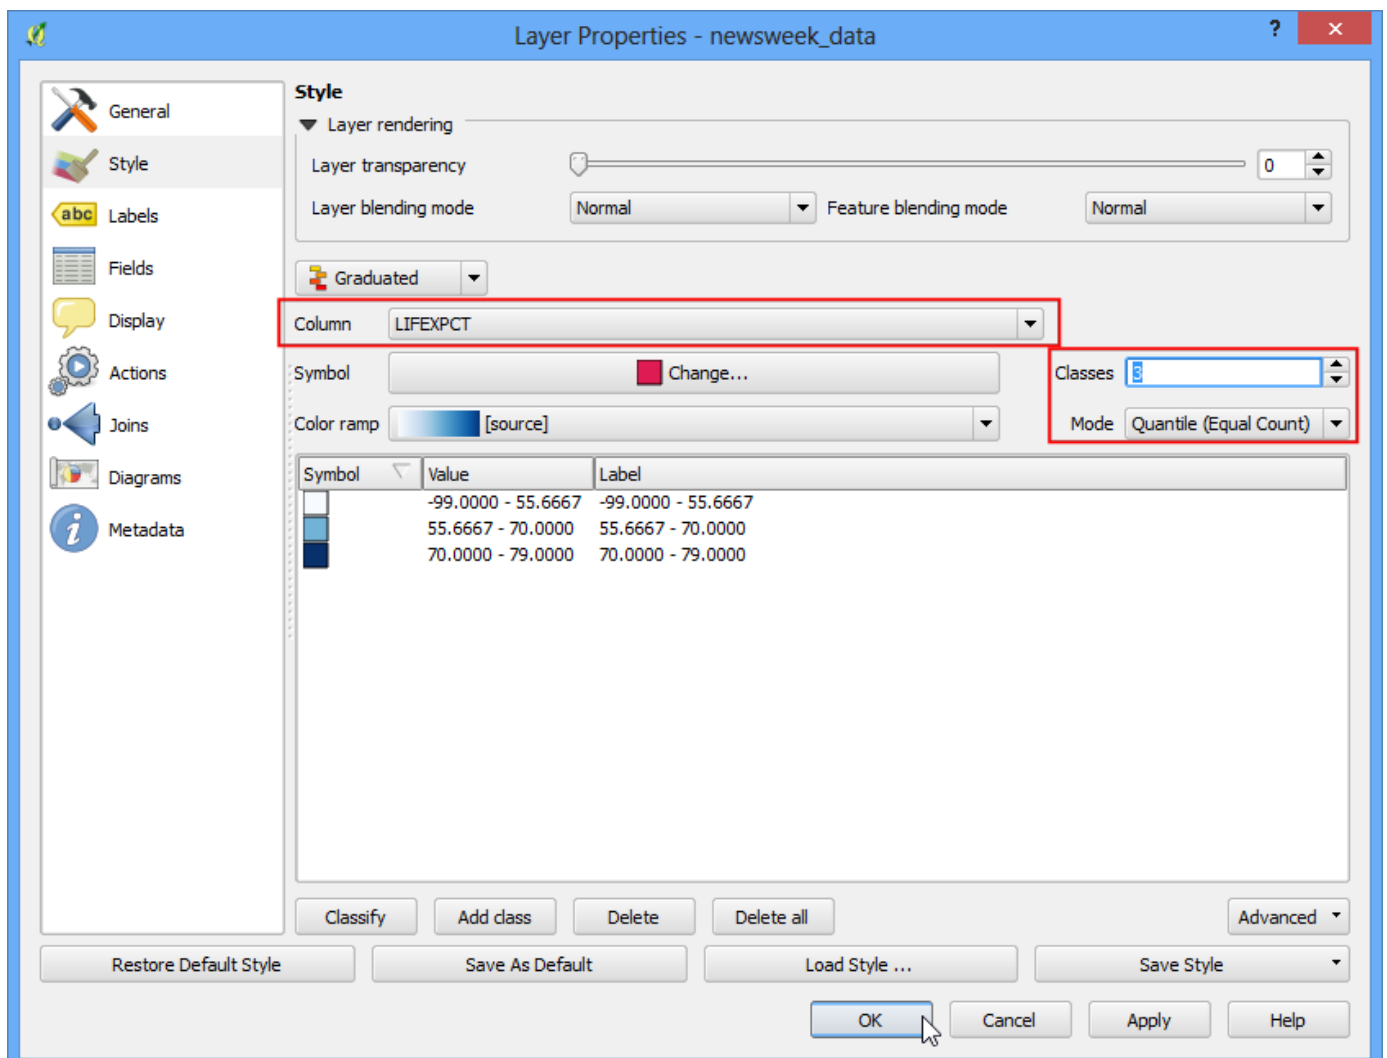 Layer Properties - newsweek_data
?
General
Style
abc Labels
Fields
Display
Actions
Joins
Diagrams
i Metadata
Style
Layer rendering
Layer transparency 0
Layer blending mode Normal Feature blending mode Normal
Graduated
Column LIFEXPCT
Symbol Change... Classes 3
Color ramp [source] Mode Quantile (Equal Count)
Symbol Value Label
-99.0000 - 55.6667 -99.0000 - 55.6667
55.6667 - 70.0000 55.6667 - 70.0000
70.0000 - 79.0000 70.0000 - 79.0000
Classify Add class Delete Delete all Advanced
Restore Default Style Save As Default Load Style ... Save Style
OK Cancel Apply Help